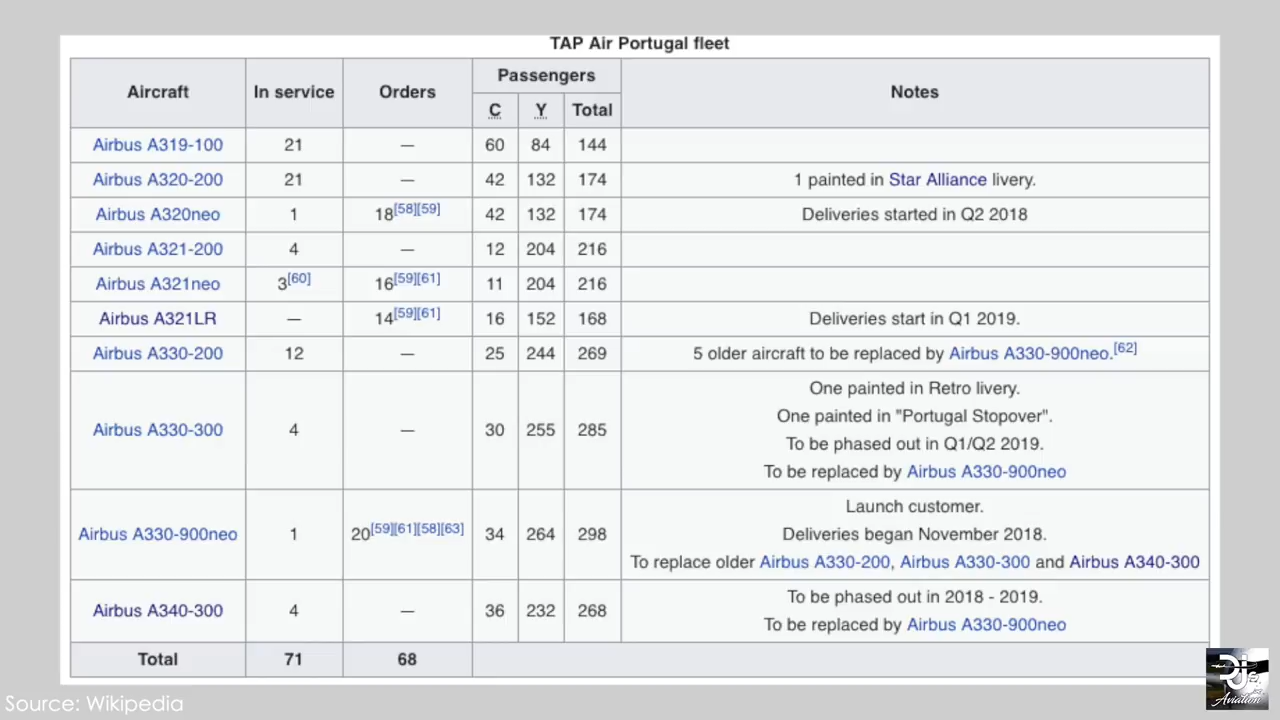 TAP Air Portugal fleet
Aircraft In service Orders Passengers Notes
C Y Total
Airbus A319-100 21 — 60 84 144
Airbus A320-200 21 — 42 132 174 1 painted in Star Alliance livery.
Airbus A320neo 1 18[58][59] 42 132 174 Deliveries started in Q2 2018
Airbus A321-200 4 — 12 204 216
Airbus A321neo 3[60] 16[59][61] 11 204 216
Airbus A321LR — 14[59][61] 16 152 168 Deliveries start in Q1 2019.
Airbus A330-200 12 — 25 244 269 5 older aircraft to be replaced by Airbus A330-900neo.[62]
Airbus A330-300 4 — 30 255 285 One painted in Retro livery.
One painted in "Portugal Stopover".
To be phased out in Q1/Q2 2019.
To be replaced by Airbus A330-900neo
Airbus A330-900neo 1 20[59][61][58][63] 34 264 298 Launch customer.
Deliveries began November 2018.
To replace older Airbus A330-200, Airbus A330-300 and Airbus A340-300
Airbus A340-300 4 — 36 232 268 To be phased out in 2018 - 2019.
To be replaced by Airbus A330-900neo
Total 71 68
Source: Wikipedia
Aviation